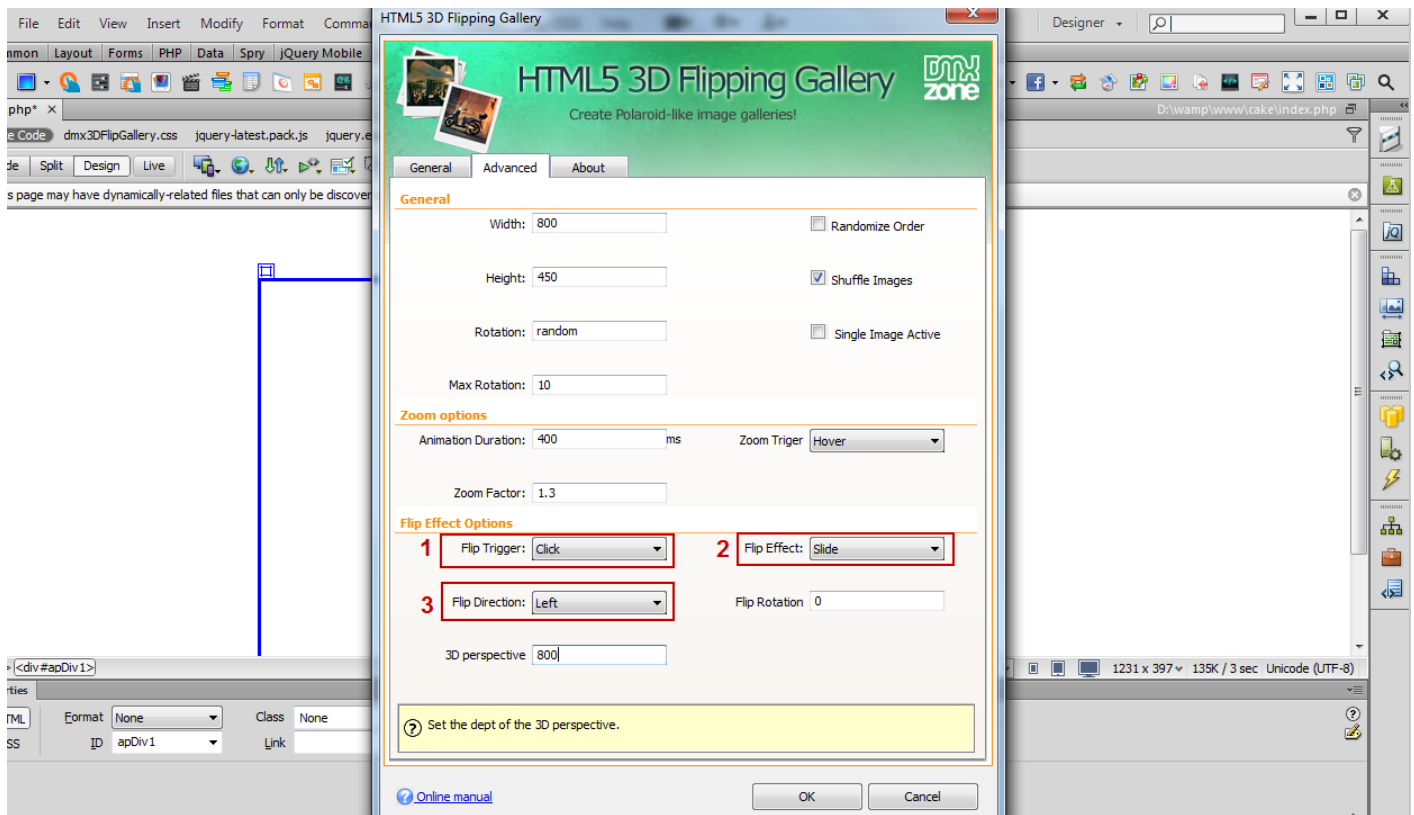 File Edit View Insert Modify Format Comma
HTML5 3D Flipping Gallery
Designer
mmon Layout Forms PHP Data Spry jQuery Mobile
HTML5 3D Flipping Gallery
DMX zone
Create Polaroid-like image galleries!
php* ×
D:\wamp\www\cake\index.php
e Code dmx3DFlipGallery.css jquery-latest.pack.js jquery.e
de Split Design Live
General Advanced About
s page may have dynamically-related files that can only be discover
General
Width: 800
Randomize Order
Height: 450
Shuffle Images
Rotation: random
Single Image Active
Max Rotation: 10
Zoom options
Animation Duration: 400 ms
Zoom Triger Hover
Zoom Factor: 1.3
Flip Effect Options
1 Flip Trigger: Click
2 Flip Effect: Slide
3 Flip Direction: Left
Flip Rotation 0
3D perspective 800
<div#apDiv1>
1231 x 397 135K / 3 sec Unicode (UTF-8)
rties
TML Format None Class None
SS ID apDiv1 Link
Set the dept of the 3D perspective.
Online manual
OK Cancel